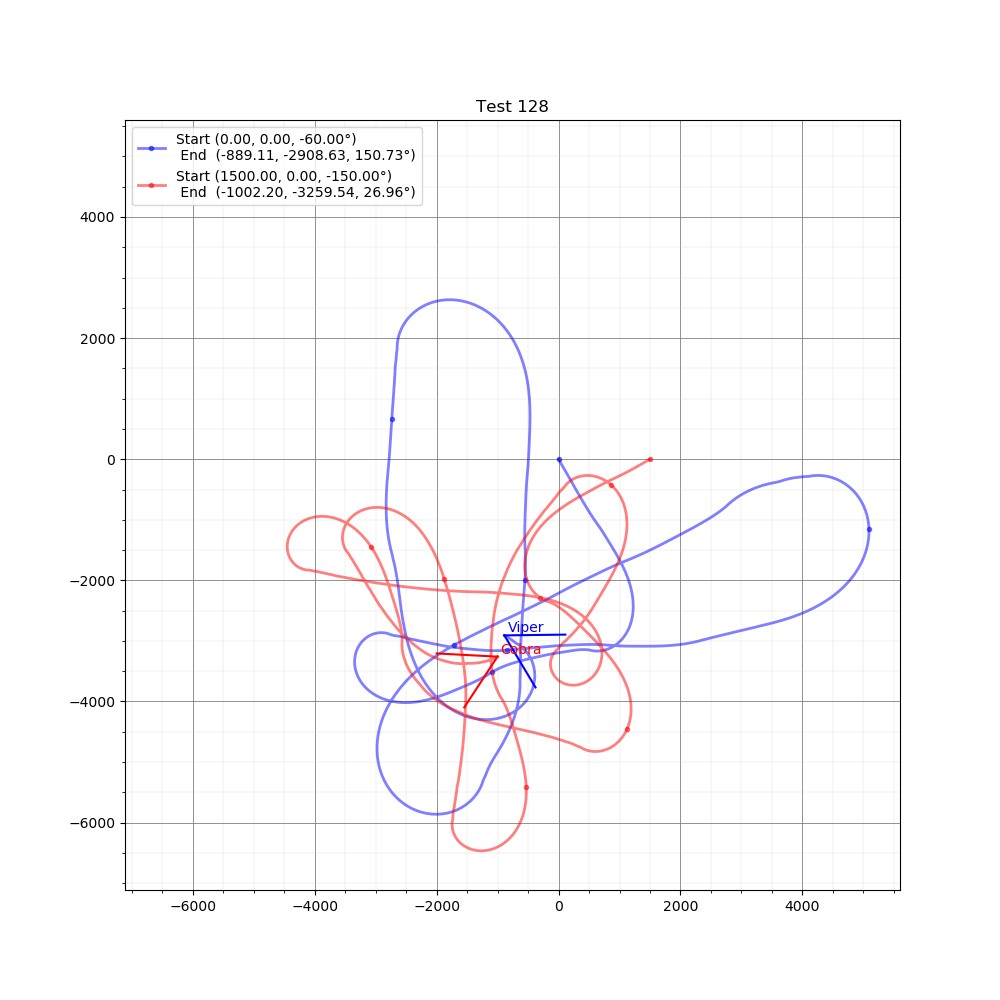 Test 128
Start (0.00, 0.00, -60.00°)
End (-889.11, -2908.63, 150.73°)
Start (1500.00, 0.00, -150.00°)
End (-1002.20, -3259.54, 26.96°)
4000
2000
0
−2000
−4000
−6000
Viper
Cobra
−6000 −4000 −2000 0 2000 4000